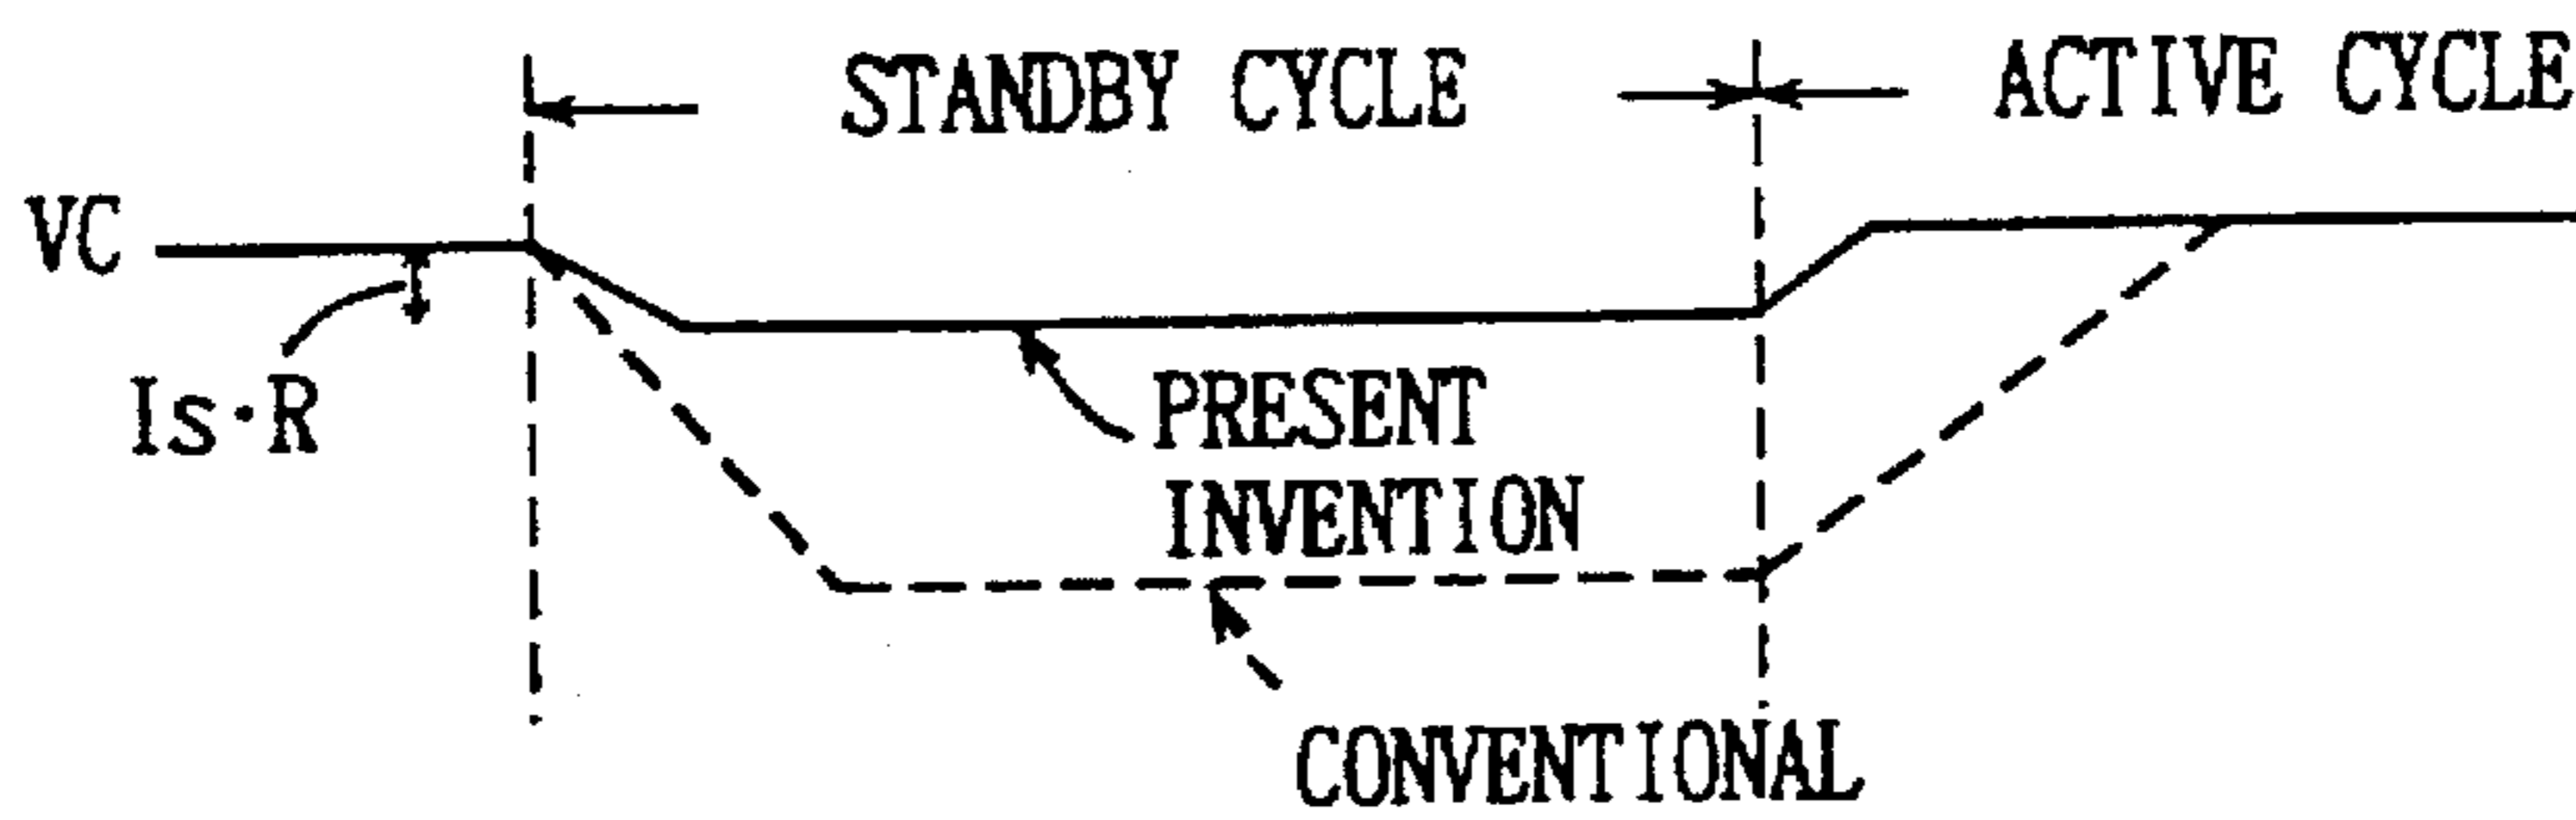 STANDBY CYCLE
ACTIVE CYCLE
VC
Is·R
PRESENT
INVENTION
CONVENTIONAL